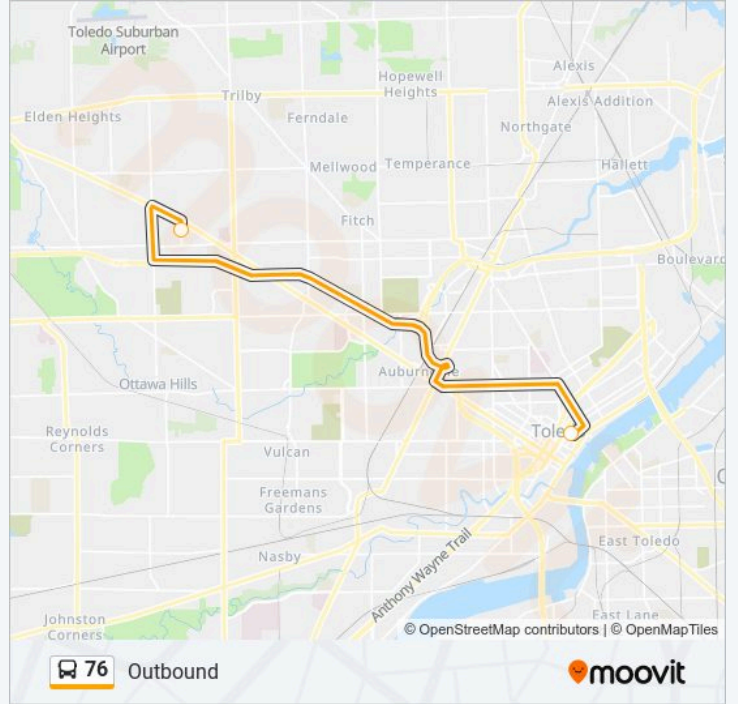 Toledo Suburban
Airport
Alexis
Hopewell
Heights
Trilby
Alexis Addition
Elden Heights
Ferndale
Northgate
Mellwood
Temperance
Hallett
Fitch
Boulevard
Auburndale
Ottawa Hills
Tole
Reynolds
Corners
Vulcan
Freemans
Gardens
East Toledo
Nasby
Anthony Wayne Trail
East Lane
Johnston
Corners
© OpenStreetMap contributors | © OpenMapTiles
76 Outbound
moovit